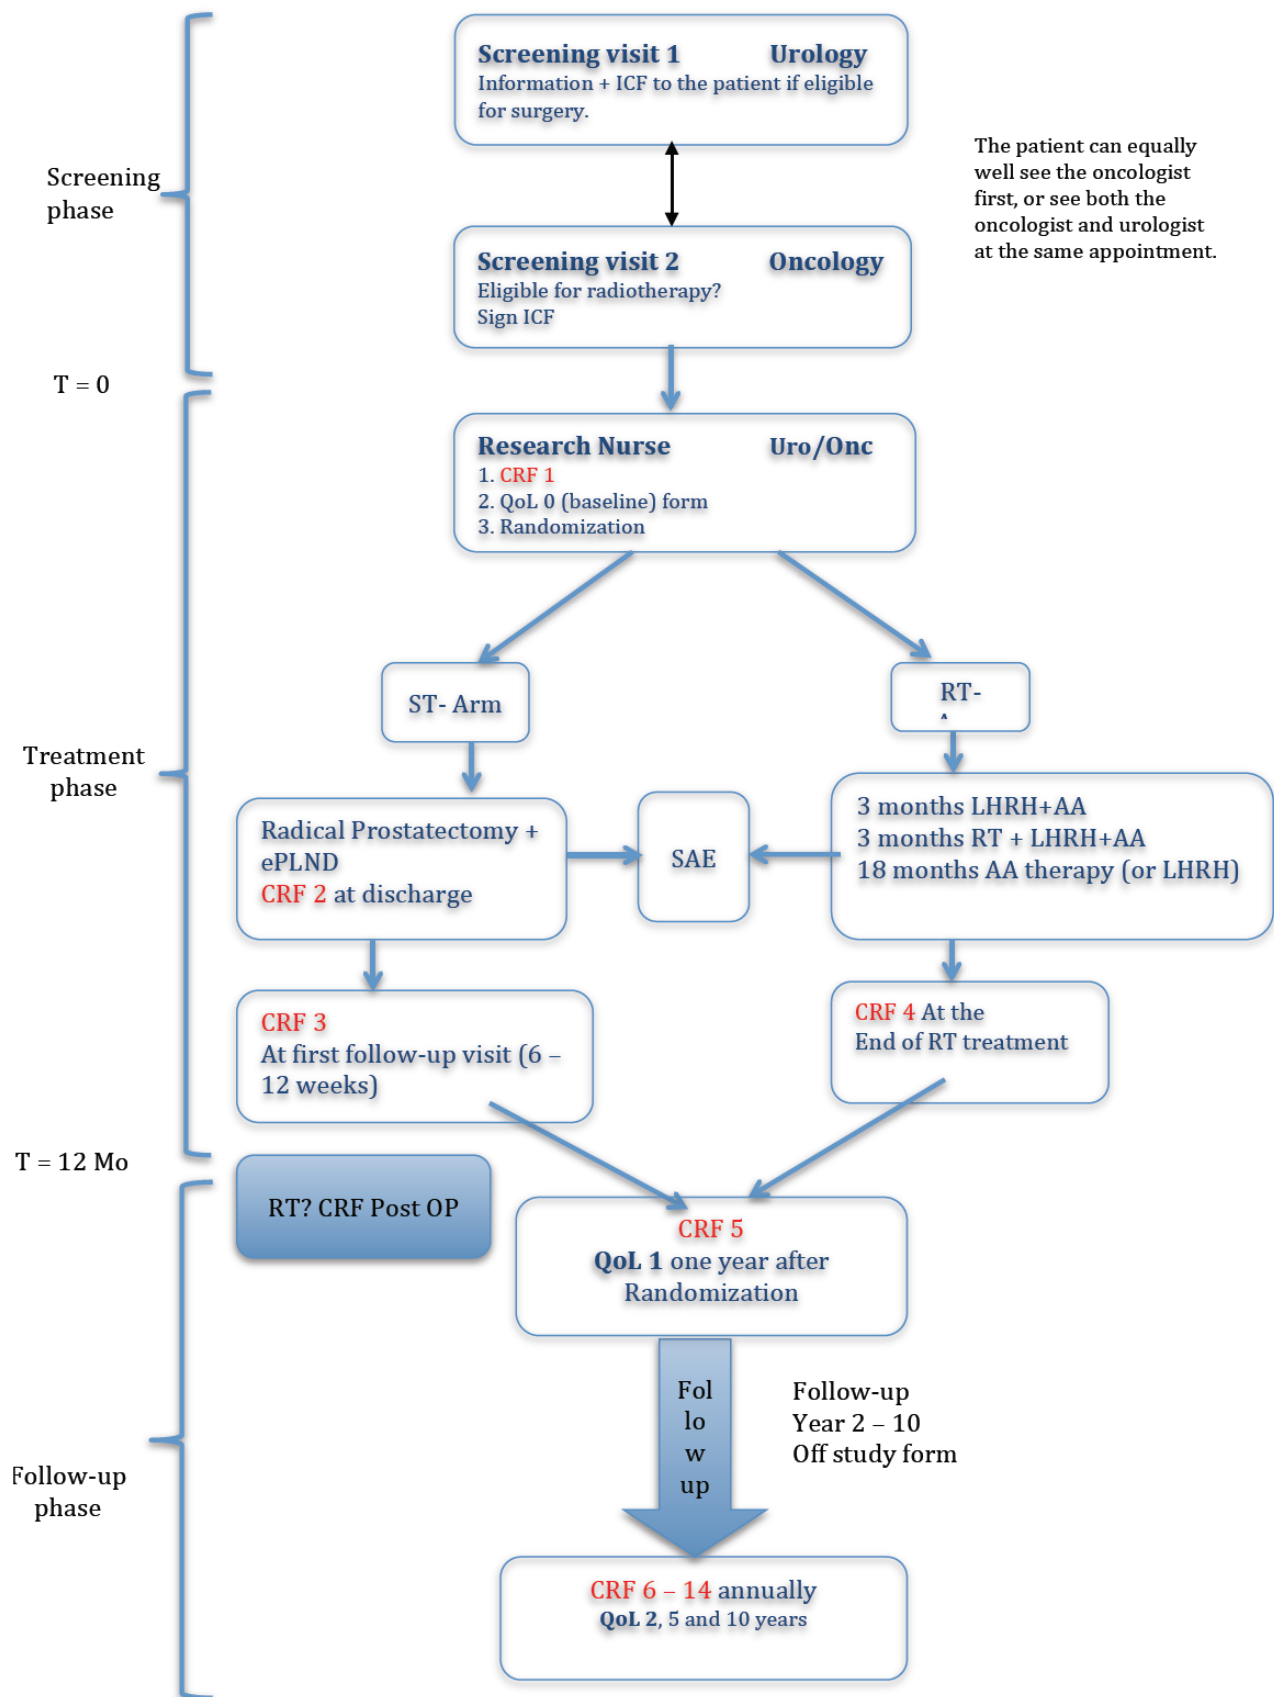 Screening visit 1 Urology
Information + ICF to the patient if eligible
for surgery.
The patient can equally
well see the oncologist
first, or see both the
oncologist and urologist
at the same appointment.
Screening
phase
Screening visit 2 Oncology
Eligible for radiotherapy?
Sign ICF
T = 0
Research Nurse Uro/Onc
1. CRF 1
2. QoL 0 (baseline) form
3. Randomization
ST- Arm
RT-
Treatment
phase
Radical Prostatectomy +
ePLND
CRF 2 at discharge
SAE
3 months LHRH+AA
3 months RT + LHRH+AA
18 months AA therapy (or LHRH)
CRF 3
At first follow-up visit (6 –
12 weeks)
CRF 4 At the
End of RT treatment
T = 12 Mo
RT? CRF Post OP
CRF 5
QoL 1 one year after
Randomization
Fol
lo
w
up
Follow-up
Year 2 – 10
Off study form
Follow-up
phase
CRF 6 – 14 annually
QoL 2, 5 and 10 years